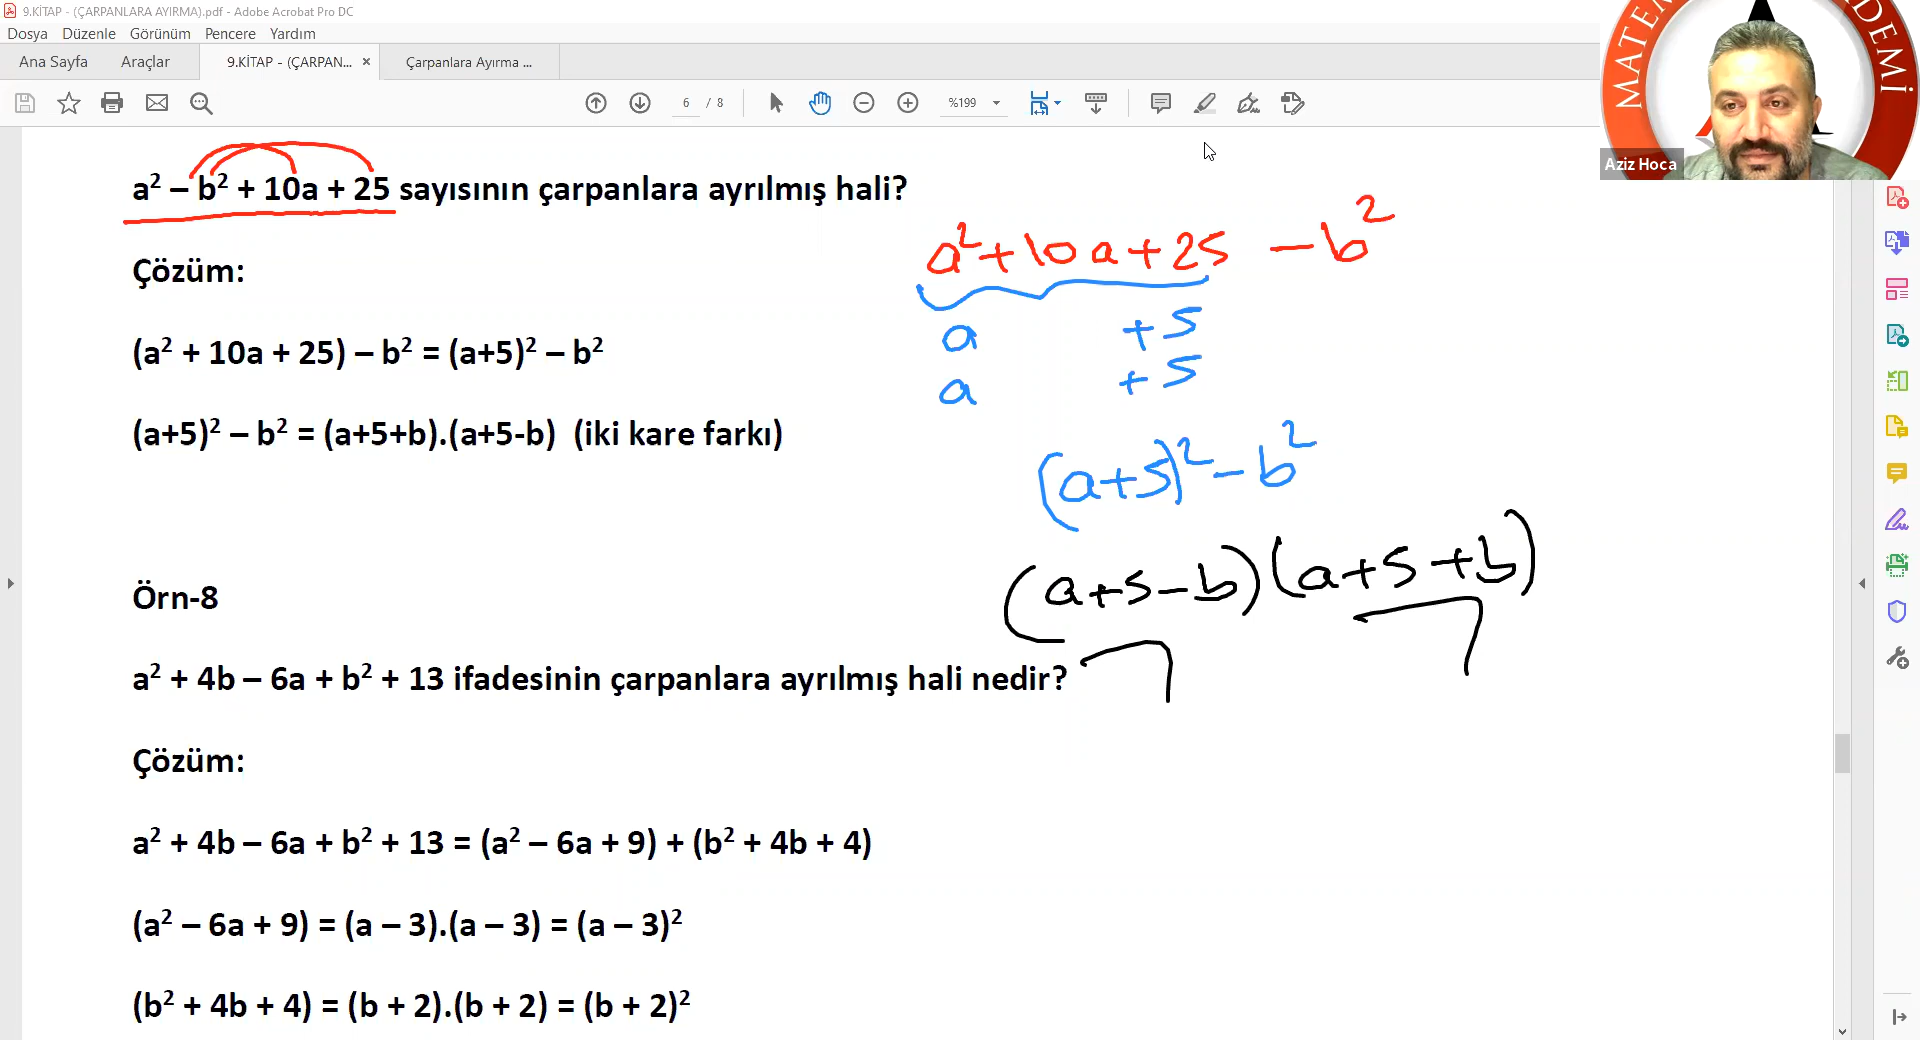 9.KİTAP - (ÇARPANLARA AYIRMA).pdf - Adobe Acrobat Pro DC
Dosya Düzenle Görünüm Pencere Yardım
Ana Sayfa Araçlar 9.KİTAP - (ÇARPAN... × Çarpanlara Ayırma ...
6 / 8 %199
Aziz Hoca
a² – b² + 10a + 25 sayısının çarpanlara ayrılmış hali?
a²+10a+25 -b²
Çözüm:
a +5
(a² + 10a + 25) – b² = (a+5)² – b²
a +5
(a+5)² – b² = (a+5+b).(a+5-b) (iki kare farkı)
(a+5)²-b²
(a+5-b)(a+5+b)
Örn-8
a² + 4b – 6a + b² + 13 ifadesinin çarpanlara ayrılmış hali nedir?
Çözüm:
a² + 4b – 6a + b² + 13 = (a² – 6a + 9) + (b² + 4b + 4)
(a² – 6a + 9) = (a – 3).(a – 3) = (a – 3)²
(b² + 4b + 4) = (b + 2).(b + 2) = (b + 2)²